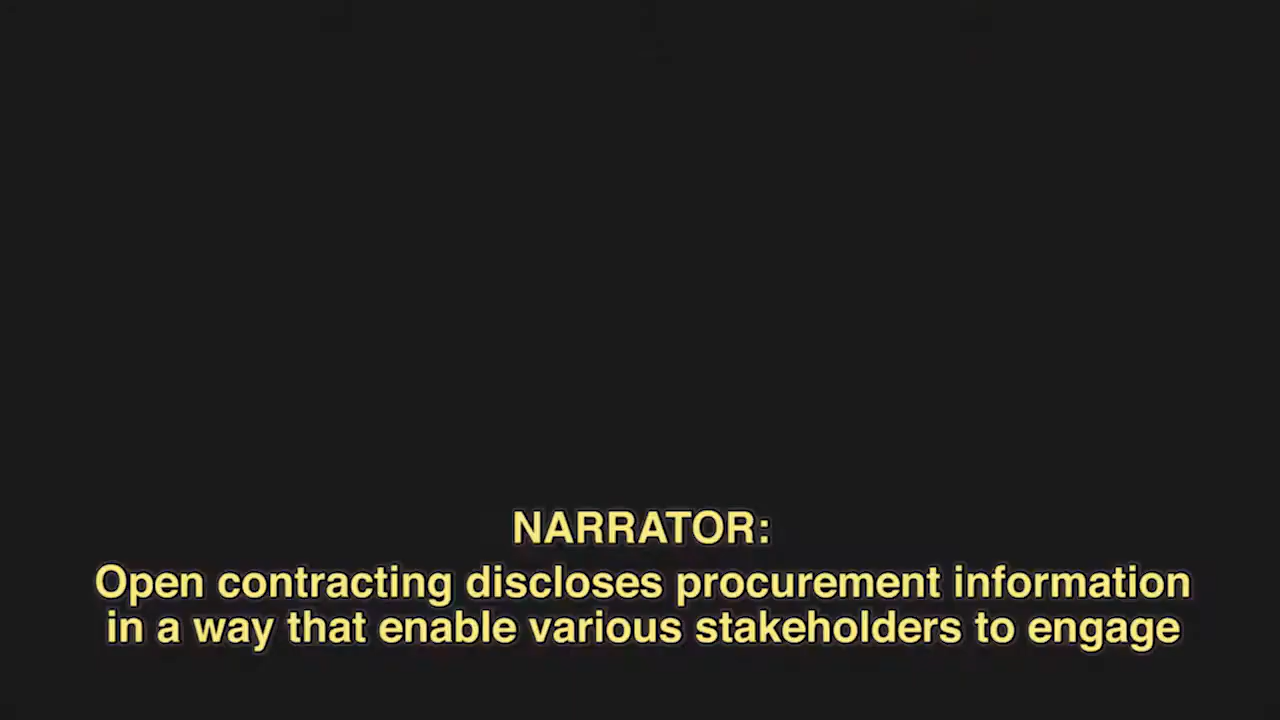 NARRATOR:
Open contracting discloses procurement information
in a way that enable various stakeholders to engage